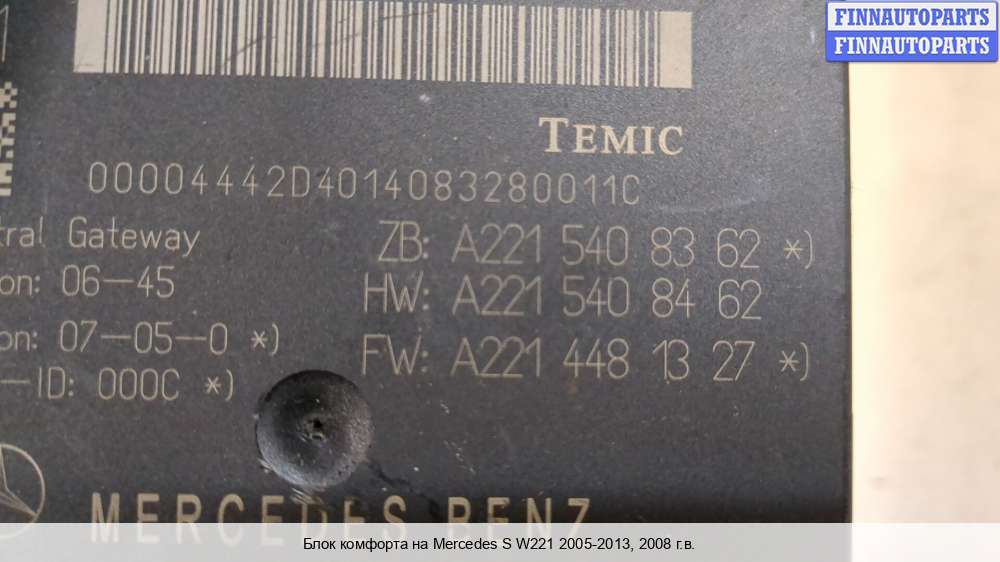 FINNAUTOPARTS
FINNAUTOPARTS
TEMIC
00004442D4014083280011C
tral Gateway
ZB: A221 540 83 62 *)
on: 06-45
HW: A221 540 84 62
on: 07-05-0 *)
FW: A221 448 13 27 *)
-ID: 000C *)
MERCEDES BENZ
Блок комфорта на Mercedes S W221 2005-2013, 2008 г.в.